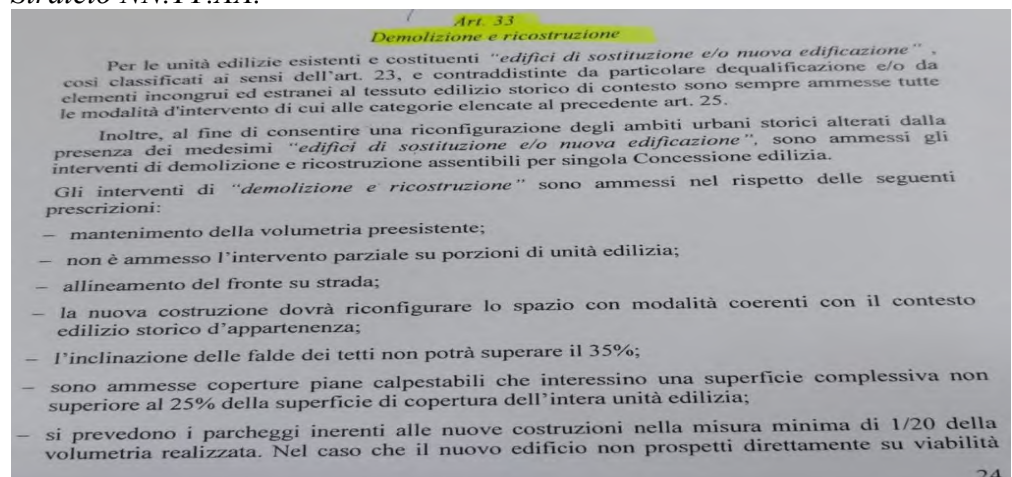 Stralcio NN.TT.AA.
Art. 33
Demolizione e ricostruzione
Per le unità edilizie esistenti e costituenti “edifici di sostituzione e/o nuova edificazione”,
così classificati ai sensi dell’art. 23, e contraddistinte da particolare dequalificazione e/o da
elementi incongrui ed estranei al tessuto edilizio storico di contesto sono sempre ammesse tutte
le modalità d'intervento di cui alle categorie elencate al precedente art. 25.
Inoltre, al fine di consentire una riconfigurazione degli ambiti urbani storici alterati dalla
presenza dei medesimi “edifici di sostituzione e/o nuova edificazione”, sono ammessi gli
interventi di demolizione e ricostruzione assentibili per singola Concessione edilizia.
Gli interventi di “demolizione e ricostruzione” sono ammessi nel rispetto delle seguenti
prescrizioni:
– mantenimento della volumetria preesistente;
– non è ammesso l’intervento parziale su porzioni di unità edilizia;
– allineamento del fronte su strada;
– la nuova costruzione dovrà riconfigurare lo spazio con modalità coerenti con il contesto
edilizio storico d’appartenenza;
– l’inclinazione delle falde dei tetti non potrà superare il 35%;
– sono ammesse coperture piane calpestabili che interessino una superficie complessiva non
superiore al 25% della superficie di copertura dell’intera unità edilizia;
– si prevedono i parcheggi inerenti alle nuove costruzioni nella misura minima di 1/20 della
volumetria realizzata. Nel caso che il nuovo edificio non prospetti direttamente su viabilità
24